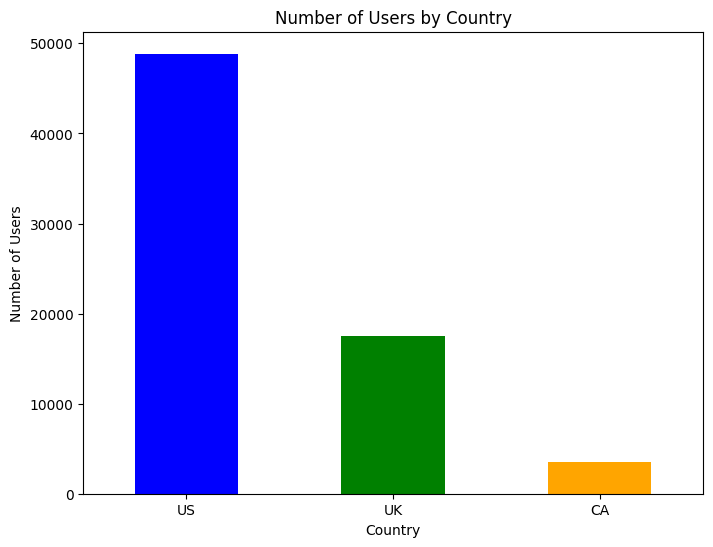 Number of Users by Country
50000
40000
30000
20000
10000
0
Number of Users
US UK CA
Country